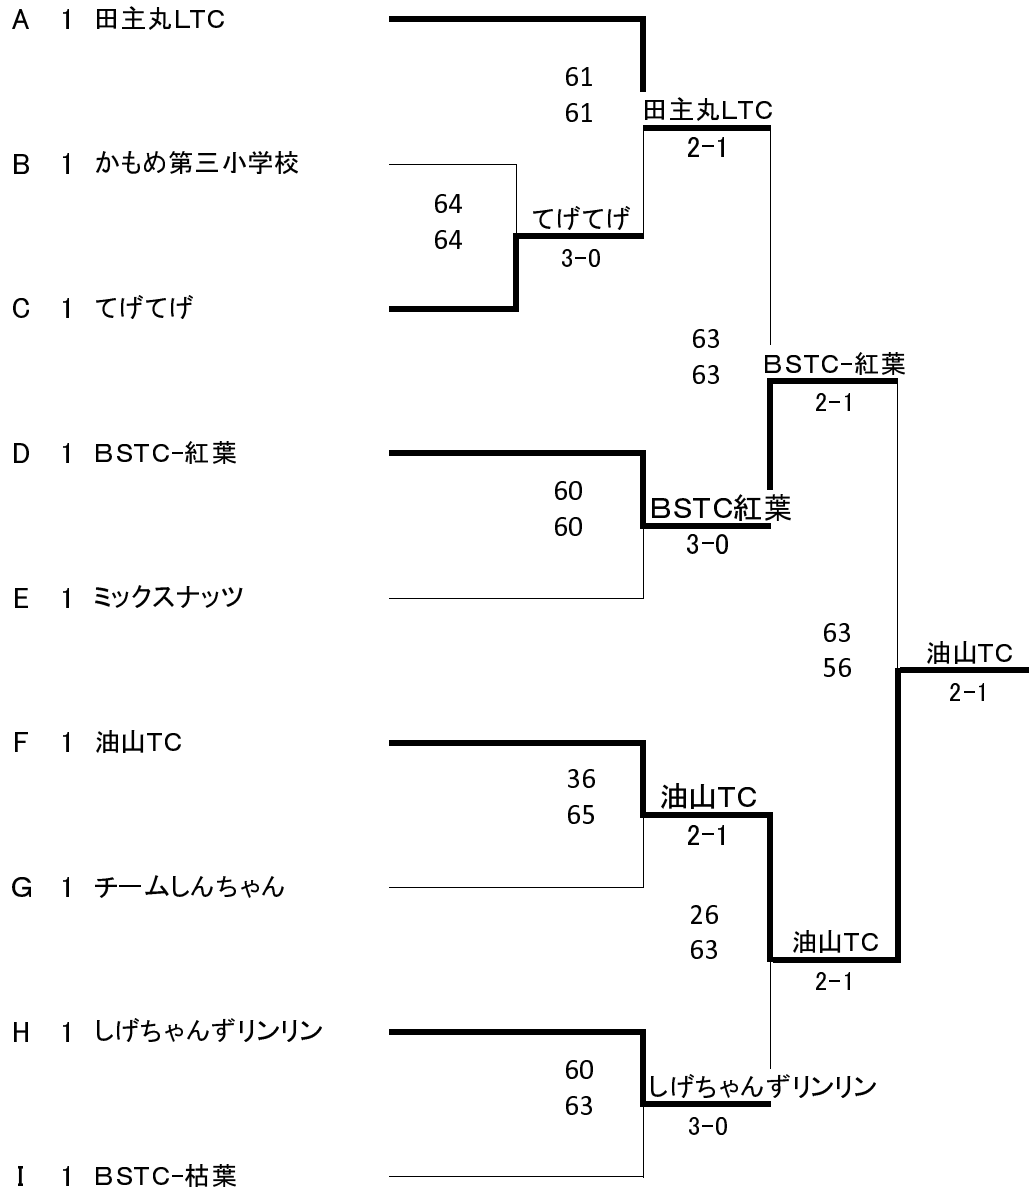 A 1 田主丸LTC
61
61
田主丸LTC
2-1
B 1 かもめ第三小学校
64
64
てげてげ
3-0
C 1 てげてげ
63
63
BSTC-紅葉
2-1
D 1 BSTC-紅葉
60
60
BSTC紅葉
3-0
E 1 ミックスナッツ
63
56
油山TC
2-1
F 1 油山TC
36
65
油山TC
2-1
G 1 チームしんちゃん
26
63
油山TC
2-1
H 1 しげちゃんずリンリン
60
63
しげちゃんずリンリン
3-0
I 1 BSTC-枯葉